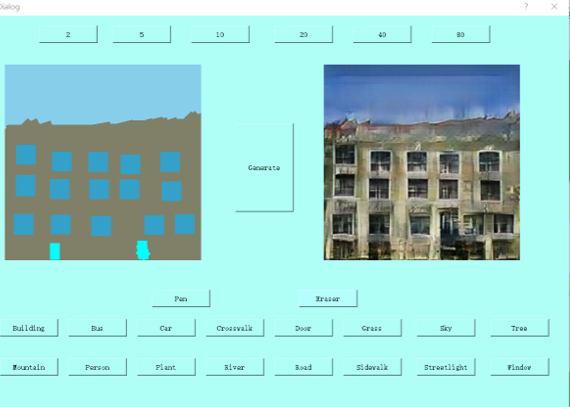 Dialog
2 5 10 20 40 80
Generate
Pen Eraser
Building Bus Car Crosswalk Door Grass Sky Tree
Mountain Person Plant River Road Sidewalk Streetlight Window